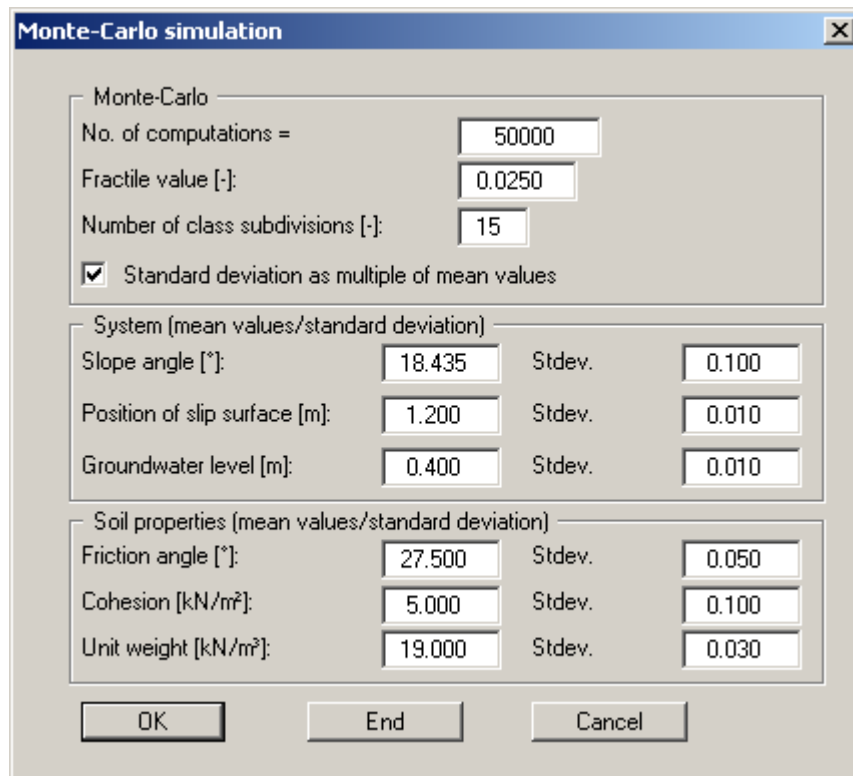 Monte-Carlo simulation
Monte-Carlo
No. of computations = 50000
Fractile value [-]: 0.0250
Number of class subdivisions [-]: 15
Standard deviation as multiple of mean values
System (mean values/standard deviation)
Slope angle [°]: 18.435 Stdev. 0.100
Position of slip surface [m]: 1.200 Stdev. 0.010
Groundwater level [m]: 0.400 Stdev. 0.010
Soil properties (mean values/standard deviation)
Friction angle [°]: 27.500 Stdev. 0.050
Cohesion [kN/m²]: 5.000 Stdev. 0.100
Unit weight [kN/m³]: 19.000 Stdev. 0.030
OK End Cancel